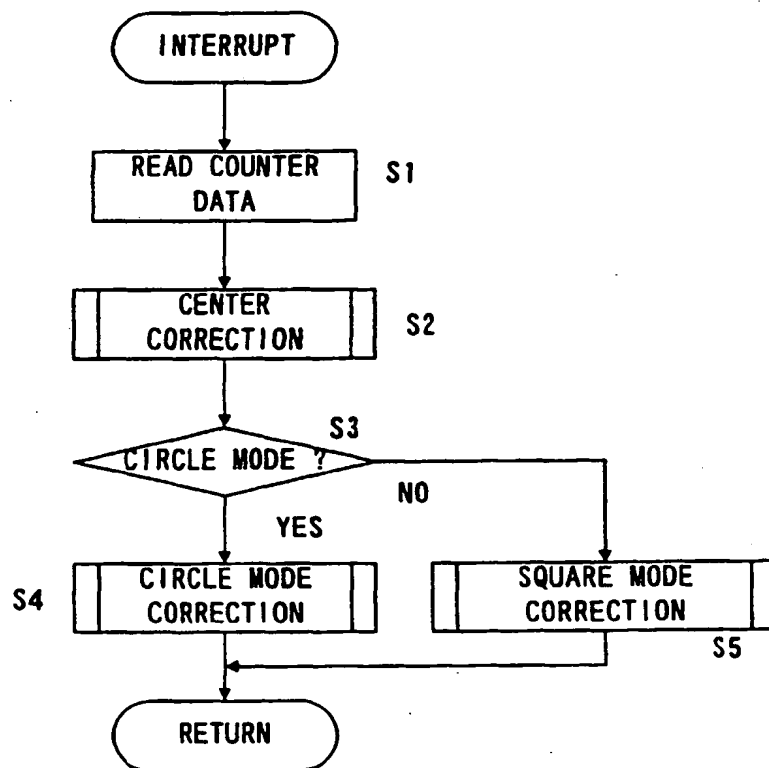 INTERRUPT
READ COUNTER
DATA
S1
CENTER
CORRECTION
S2
S3
CIRCLE MODE ?
NO
YES
S4
CIRCLE MODE
CORRECTION
SQUARE MODE
CORRECTION
S5
RETURN